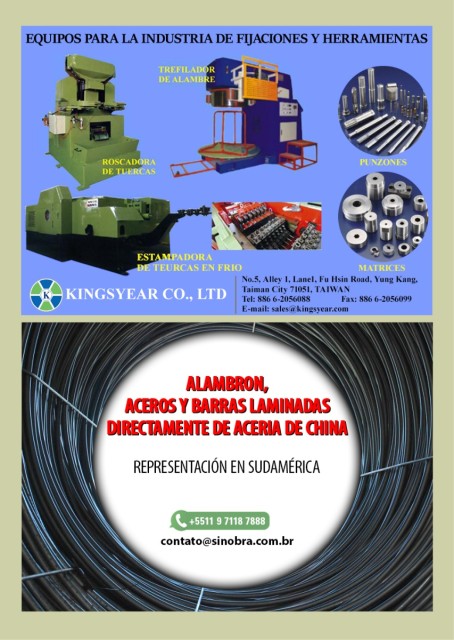 EQUIPOS PARA LA INDUSTRIA DE FIJACIONES Y HERRAMIENTAS
TREFILADOR
DE ALAMBRE
ROSCADORA
DE TUERCAS
PUNZONES
ESTAMPADORA
DE TEURCAS EN FRIO
MATRICES
K
KINGSYEAR CO., LTD
No.5, Alley 1, Lane1, Fu Hsin Road, Yung Kang,
Taiman City 71051, TAIWAN
Tel: 886 6-2056088 Fax: 886 6-2056099
E-mail: sales@kingsyear.com
ALAMBRON,
ACEROS Y BARRAS LAMINADAS
DIRECTAMENTE DE ACERIA DE CHINA
REPRESENTACIÓN EN SUDAMÉRICA
+5511 9 7118 7888
contato@sinobra.com.br